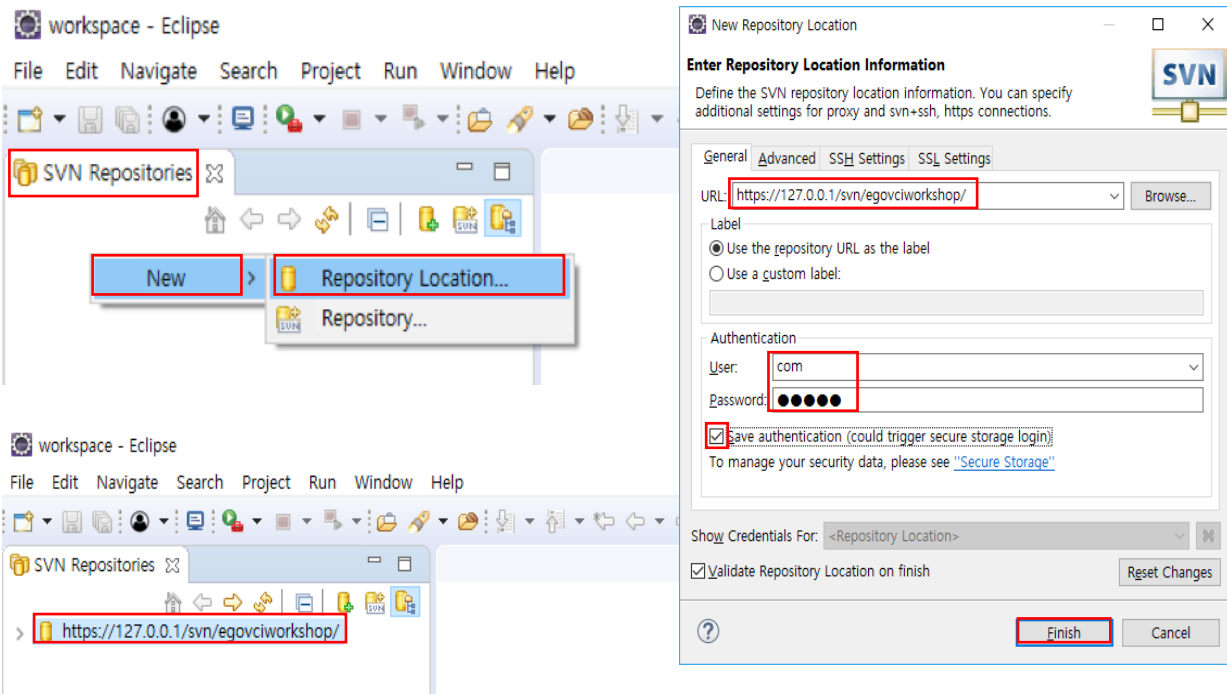 workspace - Eclipse
File Edit Navigate Search Project Run Window Help
SVN Repositories
SVN
New
Repository Location...
SVN
Repository...
workspace - Eclipse
File Edit Navigate Search Project Run Window Help
SVN Repositories
SVN
https://127.0.0.1/svn/egovciworkshop/
New Repository Location
Enter Repository Location Information
Define the SVN repository location information. You can specify
additional settings for proxy and svn+ssh, https connections.
SVN
General Advanced SSH Settings SSL Settings
URL: https://127.0.0.1/svn/egovciworkshop/ Browse...
Label
Use the repository URL as the label
Use a custom label:
Authentication
User: com
Password: ●●●●●
Save authentication (could trigger secure storage login)
To manage your security data, please see "Secure Storage"
Show Credentials For: <Repository Location>
Validate Repository Location on finish
Reset Changes
Finish Cancel